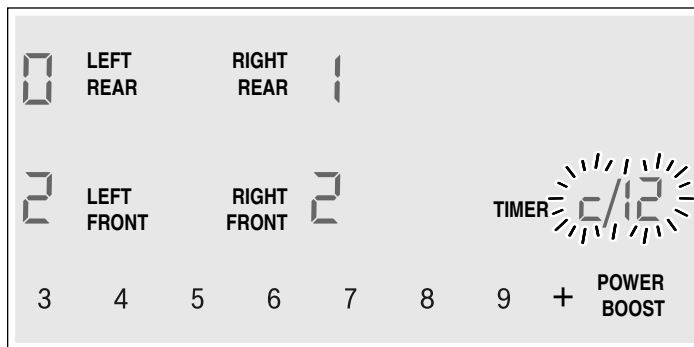 0 LEFT REAR RIGHT REAR 1
2 LEFT FRONT RIGHT FRONT 2 TIMER c/12
3 4 5 6 7 8 9 + POWER BOOST